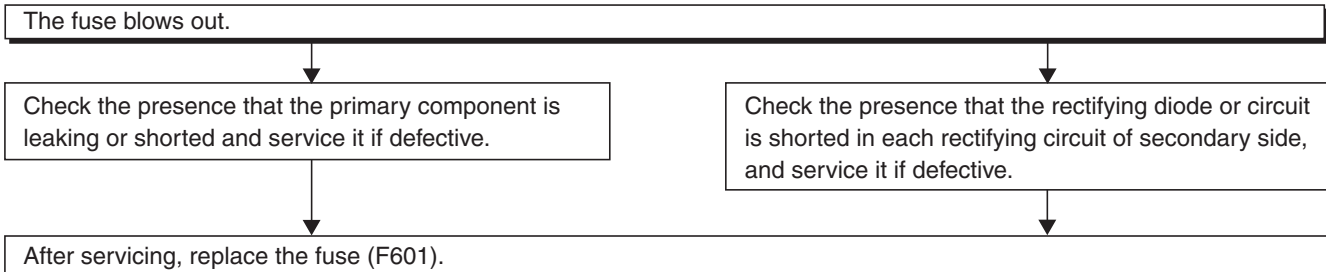 The fuse blows out.
Check the presence that the primary component is
leaking or shorted and service it if defective.
Check the presence that the rectifying diode or circuit
is shorted in each rectifying circuit of secondary side,
and service it if defective.
After servicing, replace the fuse (F601).